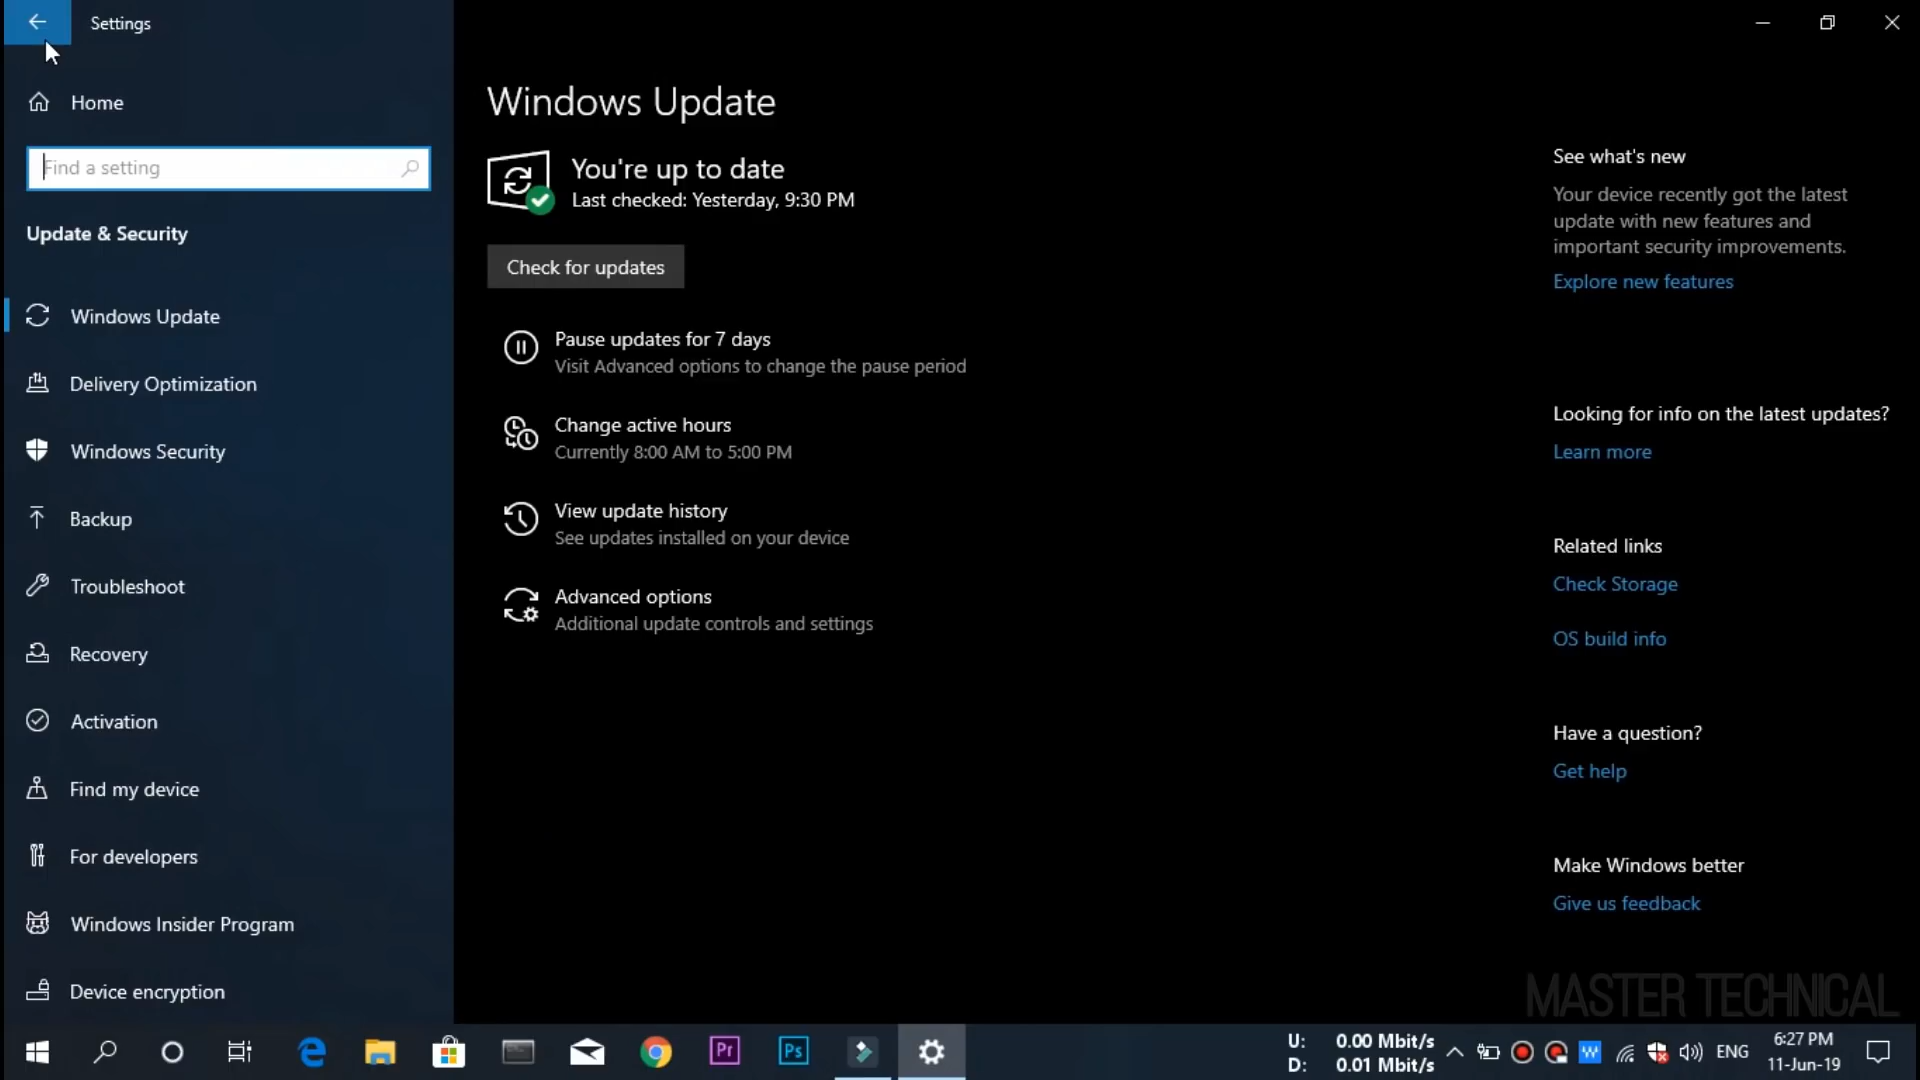 Settings
Home
Find a setting
Update & Security
Windows Update
Delivery Optimization
Windows Security
Backup
Troubleshoot
Recovery
Activation
Find my device
For developers
Windows Insider Program
Device encryption
Windows Update
You're up to date
Last checked: Yesterday, 9:30 PM
Check for updates
Pause updates for 7 days
Visit Advanced options to change the pause period
Change active hours
Currently 8:00 AM to 5:00 PM
View update history
See updates installed on your device
Advanced options
Additional update controls and settings
See what's new
Your device recently got the latest
update with new features and
important security improvements.
Explore new features
Looking for info on the latest updates?
Learn more
Related links
Check Storage
OS build info
Have a question?
Get help
Make Windows better
Give us feedback
MASTER TECHNICAL
Pr
Ps
U: 0.00 Mbit/s
D: 0.01 Mbit/s
W
ENG
6:27 PM
11-Jun-19